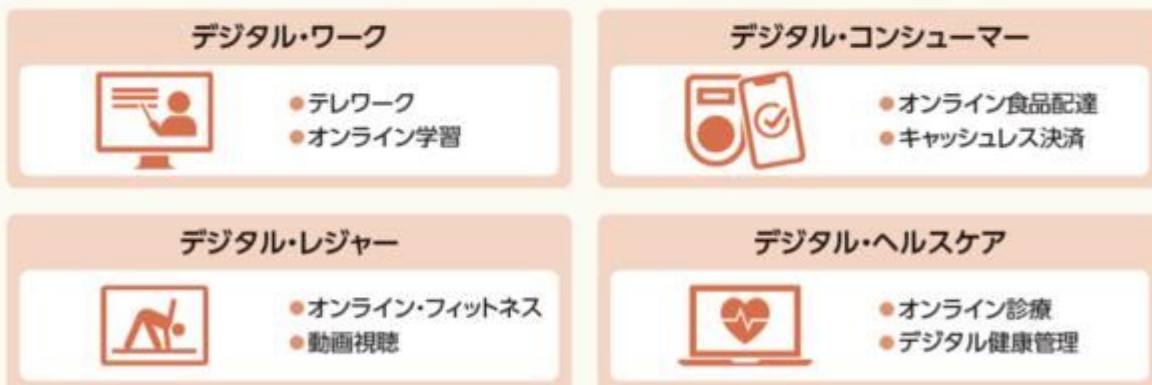 デジタル・ワーク
●テレワーク
●オンライン学習
デジタル・コンシューマー
●オンライン食品配達
●キャッシュレス決済
デジタル・レジャー
●オンライン・フィットネス
●動画視聴
デジタル・ヘルスケア
●オンライン診療
●デジタル健康管理